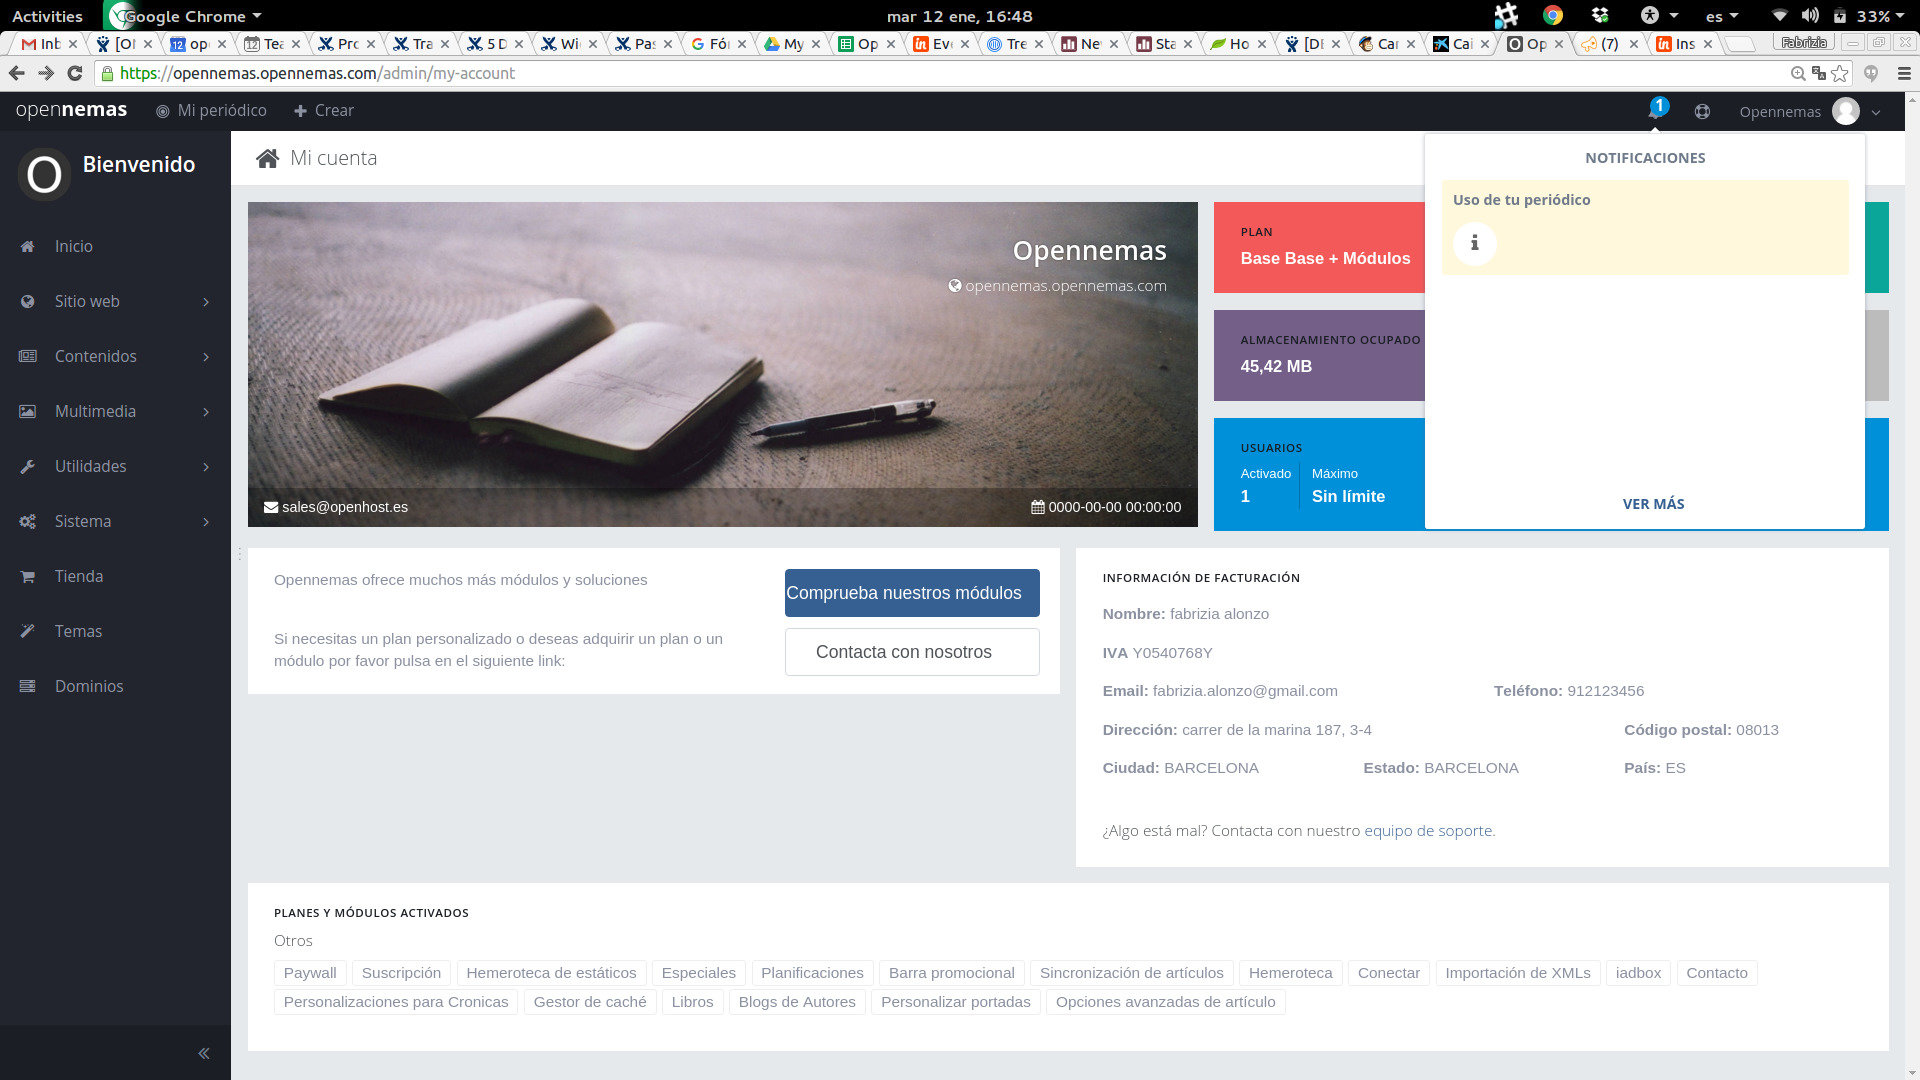 Activities
Google Chrome
mar 12 ene, 16:48
es
33%
Inb
[Of
12 ope
12 Tea
Pro
Tra
5 D
Wi
Pas
Fór
My
Op
Eve
Tre
Ne
Sta
Ho
[DE
Car
Cai
Op
(7)
Ins
Fabrizia
https://opennemas.opennemas.com/admin/my-account
opennemas
Mi periódico
Crear
1
Opennemas
Bienvenido
Inicio
Sitio web
Contenidos
Multimedia
Utilidades
Sistema
Tienda
Temas
Dominios
Mi cuenta
Opennemas
opennemas.opennemas.com
sales@openhost.es
0000-00-00 00:00:00
PLAN
Base Base + Módulos
ALMACENAMIENTO OCUPADO
45,42 MB
USUARIOS
Activado Máximo
1 Sin límite
NOTIFICACIONES
Uso de tu periódico
VER MÁS
Opennemas ofrece muchos más módulos y soluciones
Comprueba nuestros módulos
Si necesitas un plan personalizado o deseas adquirir un plan o un
módulo por favor pulsa en el siguiente link:
Contacta con nosotros
INFORMACIÓN DE FACTURACIÓN
Nombre: fabrizia alonzo
IVA Y0540768Y
Email: fabrizia.alonzo@gmail.com Teléfono: 912123456
Dirección: carrer de la marina 187, 3-4 Código postal: 08013
Ciudad: BARCELONA Estado: BARCELONA País: ES
¿Algo está mal? Contacta con nuestro equipo de soporte.
PLANES Y MÓDULOS ACTIVADOS
Otros
Paywall Suscripción Hemeroteca de estáticos Especiales Planificaciones Barra promocional Sincronización de artículos Hemeroteca Conectar Importación de XMLs iadbox Contacto
Personalizaciones para Cronicas Gestor de caché Libros Blogs de Autores Personalizar portadas Opciones avanzadas de artículo